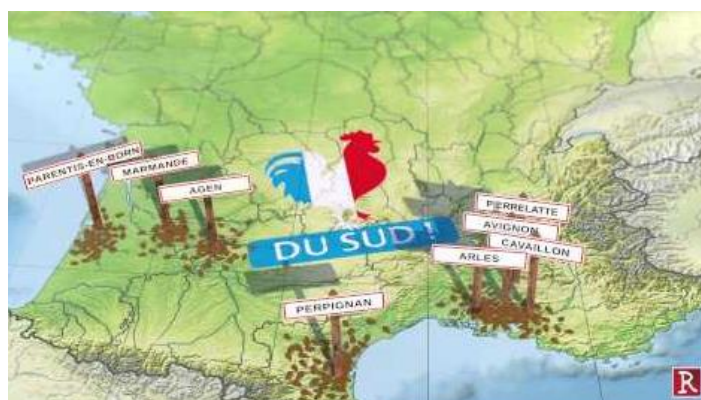 PARENTIS-EN-BORN
MARMANDE
AGEN
DU SUD !
PERRELATTE
AVIGNON
CAVAILLON
ARLES
PERPIGNAN
R